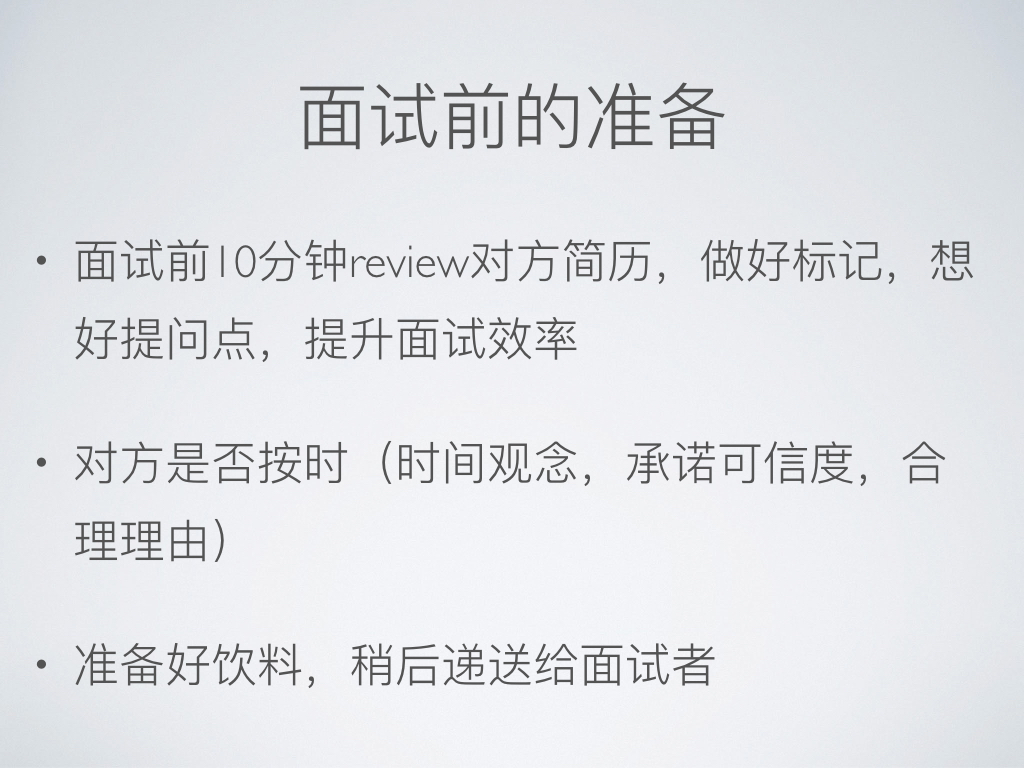 面试前的准备
• 面试前10分钟review对方简历，做好标记，想
好提问点，提升面试效率
• 对方是否按时（时间观念，承诺可信度，合
理理由）
• 准备好饮料，稍后递送给面试者